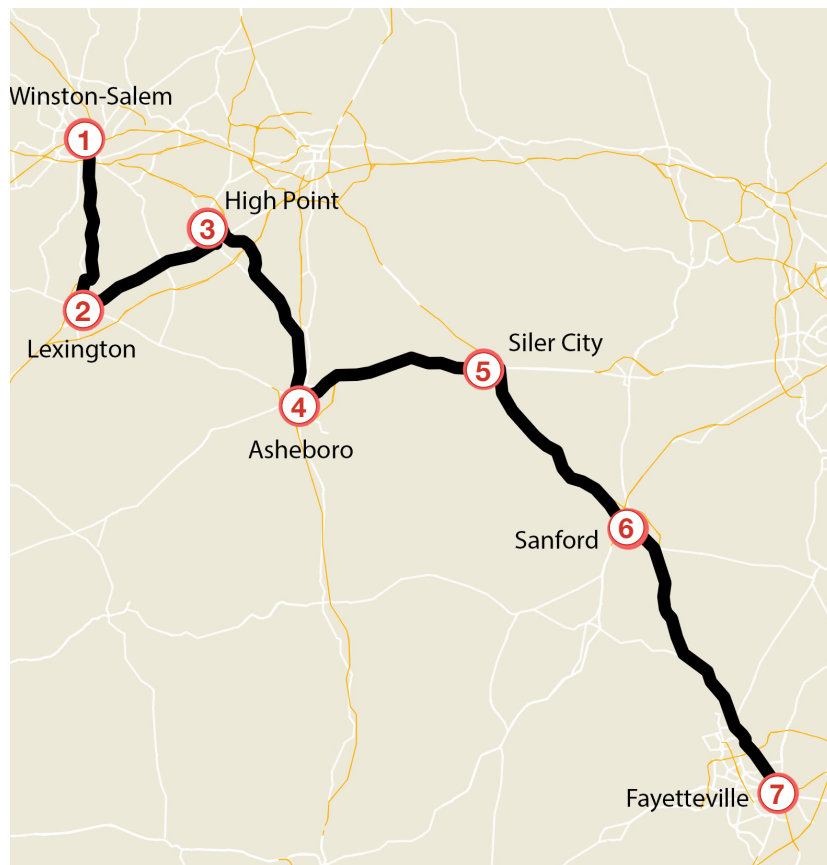 Winston-Salem
1
High Point
3
2
Lexington
Siler City
5
4
Asheboro
6
Sanford
7
Fayetteville